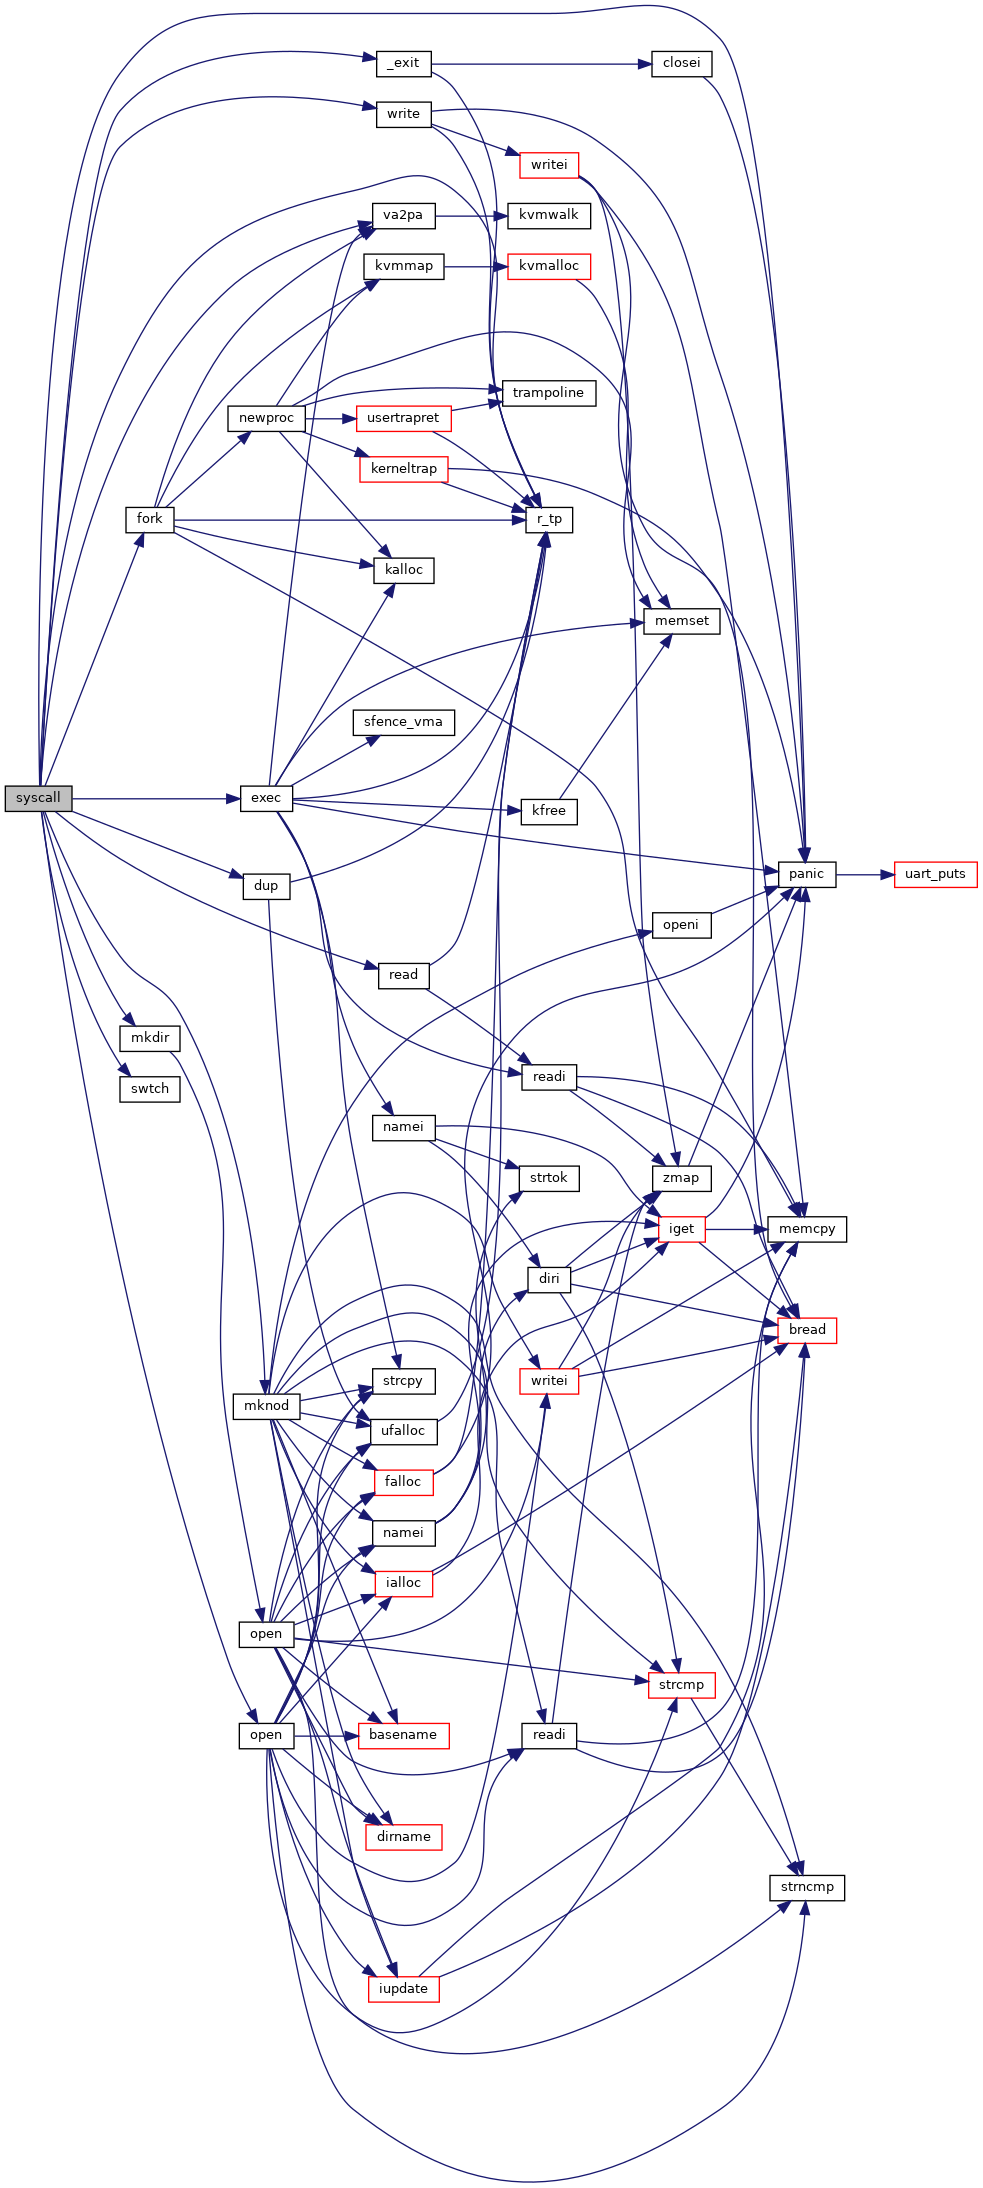 _exit
closei
write
writei
va2pa
kvmwalk
kvmmap
kvmalloc
trampoline
newproc
usertrapret
kerneltrap
fork
r_tp
kalloc
memset
sfence_vma
syscall
exec
kfree
panic
uart_puts
dup
openi
read
mkdir
readi
swtch
namei
strtok
zmap
iget
memcpy
diri
bread
strcpy
writei
mknod
ufalloc
falloc
namei
ialloc
open
strcmp
open
basename
readi
dirname
strncmp
iupdate